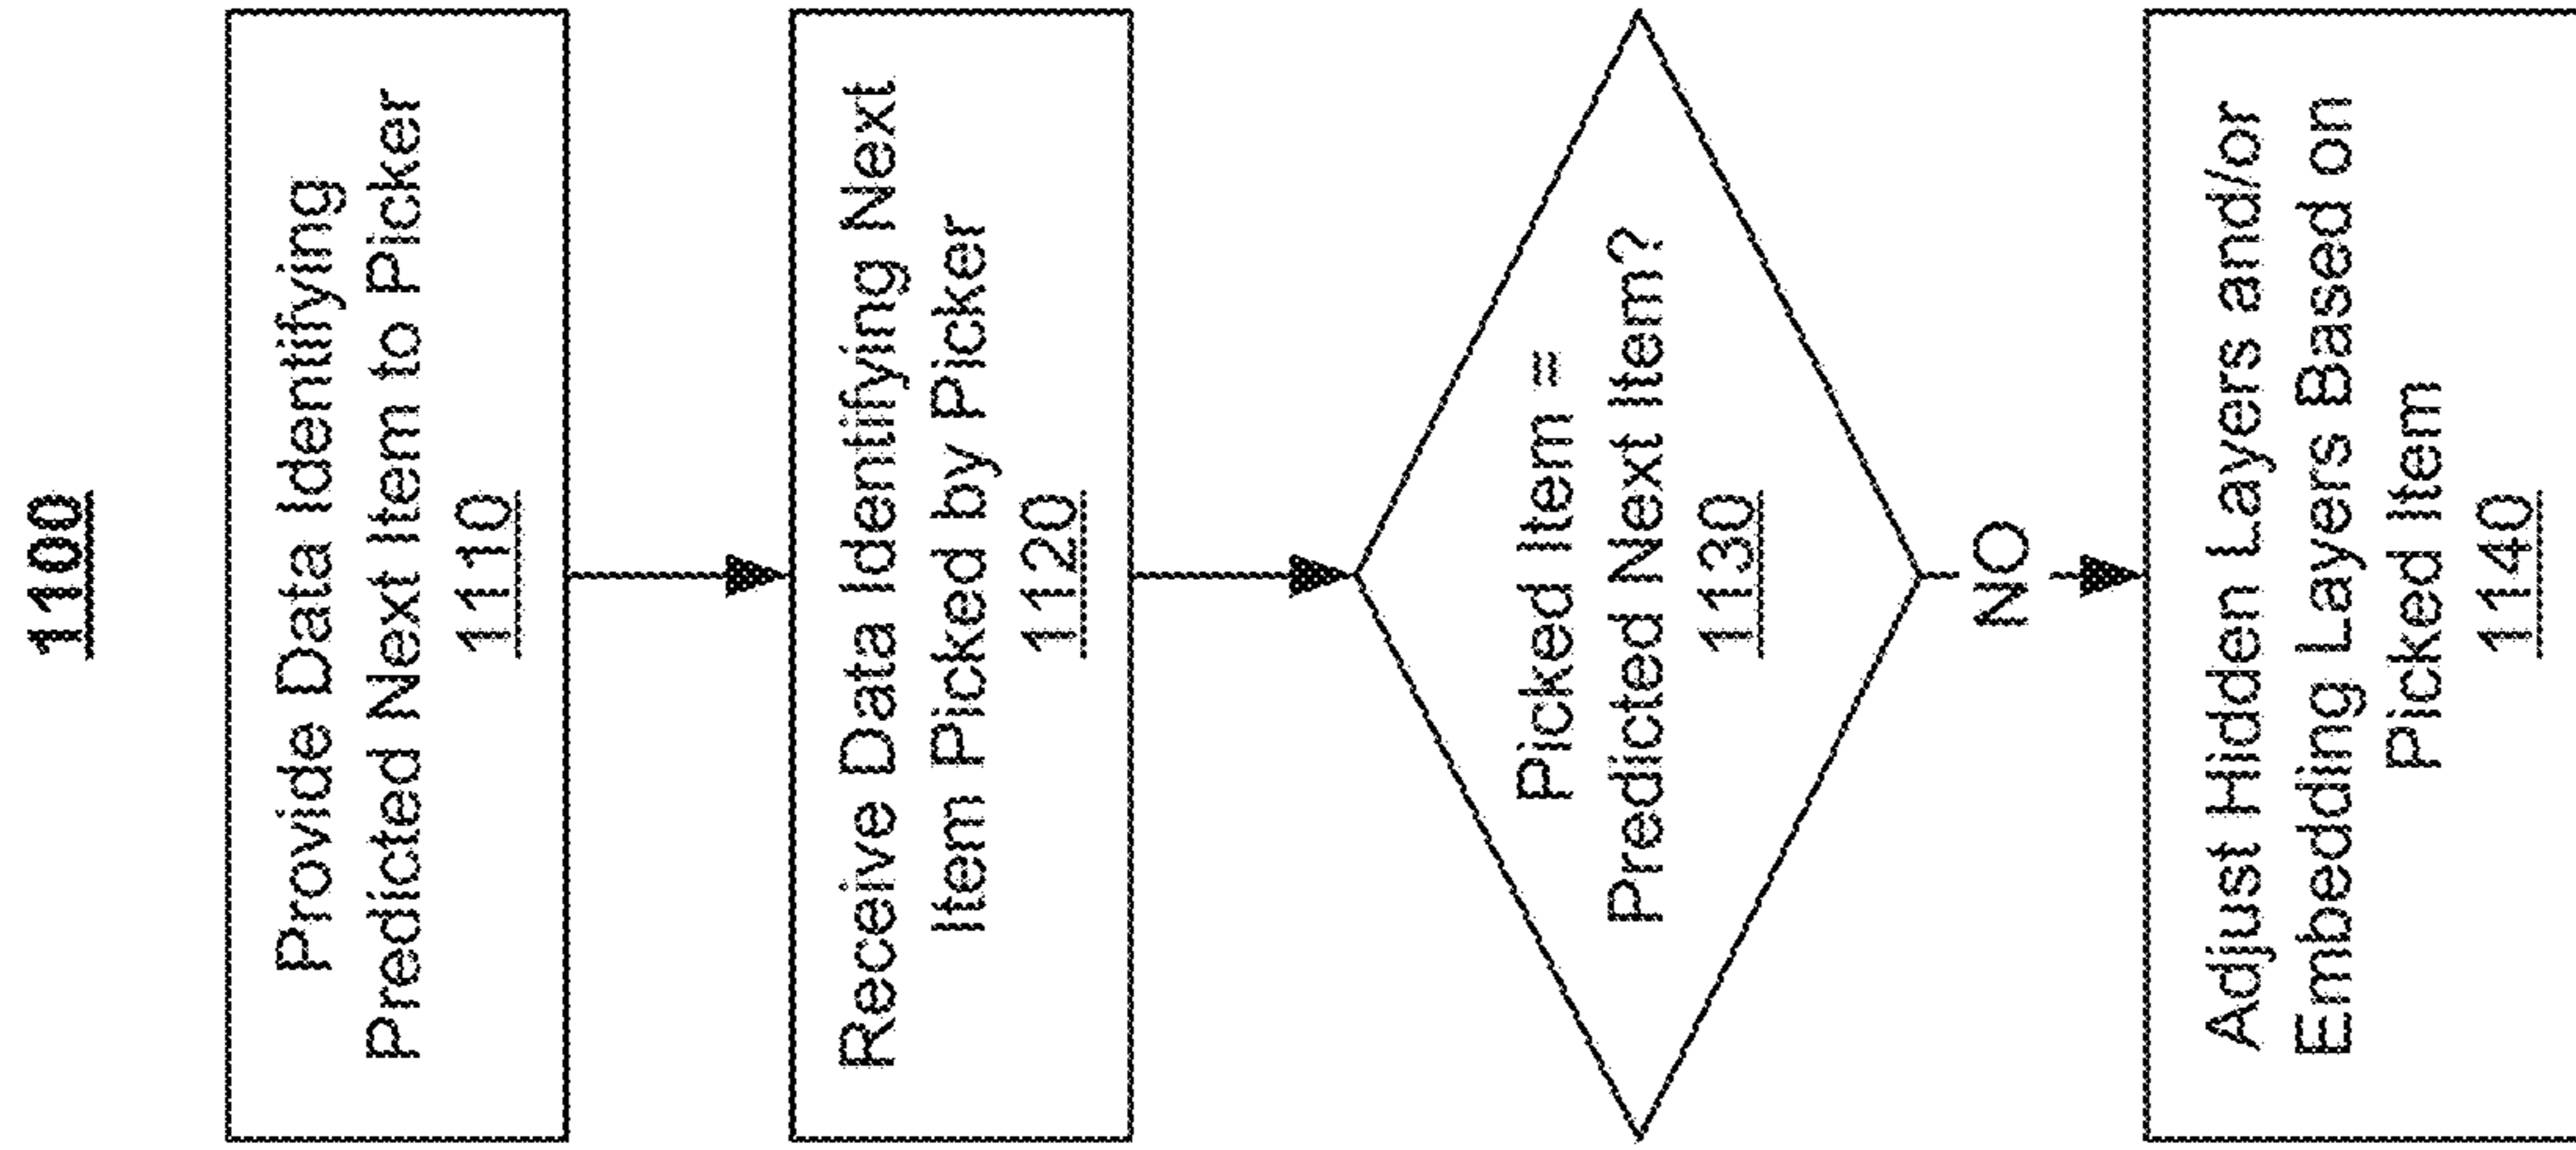 1100
Provide Data Identifying
Predicted Next Item to Picker
1110
Receive Data Identifying Next
Item Picked by Picker
1120
Picked Item =
Predicted Next Item?
1130
NO
Adjust Hidden Layers and/or
Embedding Layers Based on
Picked Item
1140